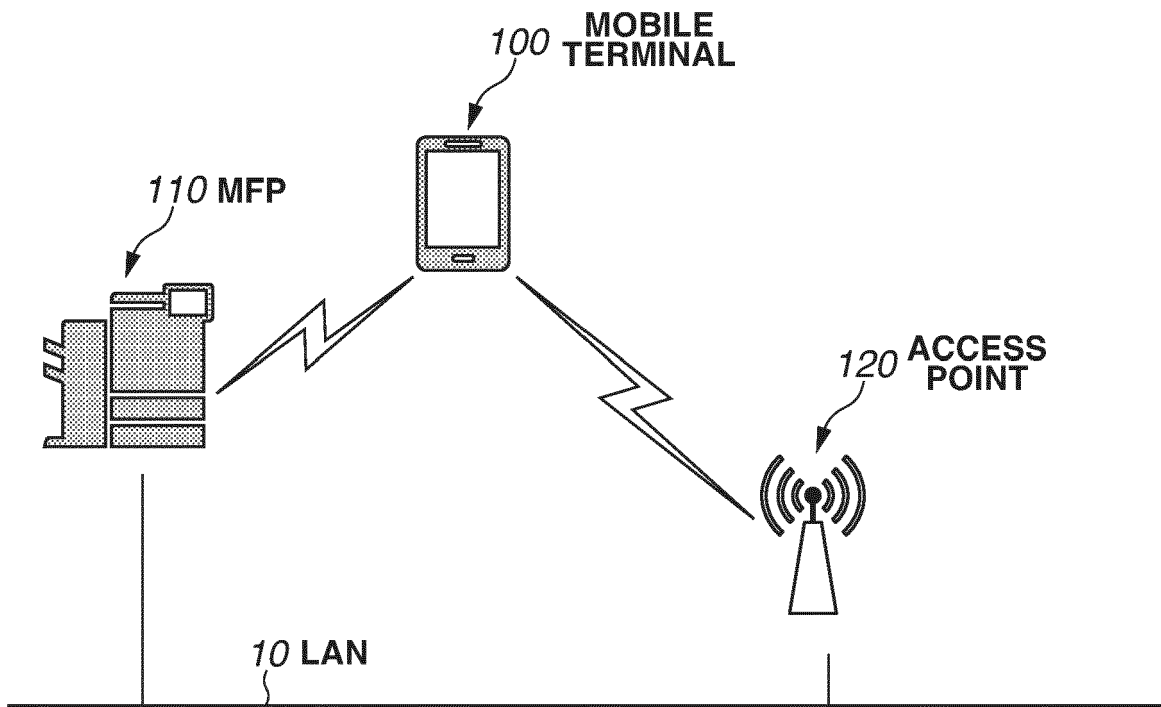 100 MOBILE
TERMINAL
110 MFP
120 ACCESS
POINT
10 LAN